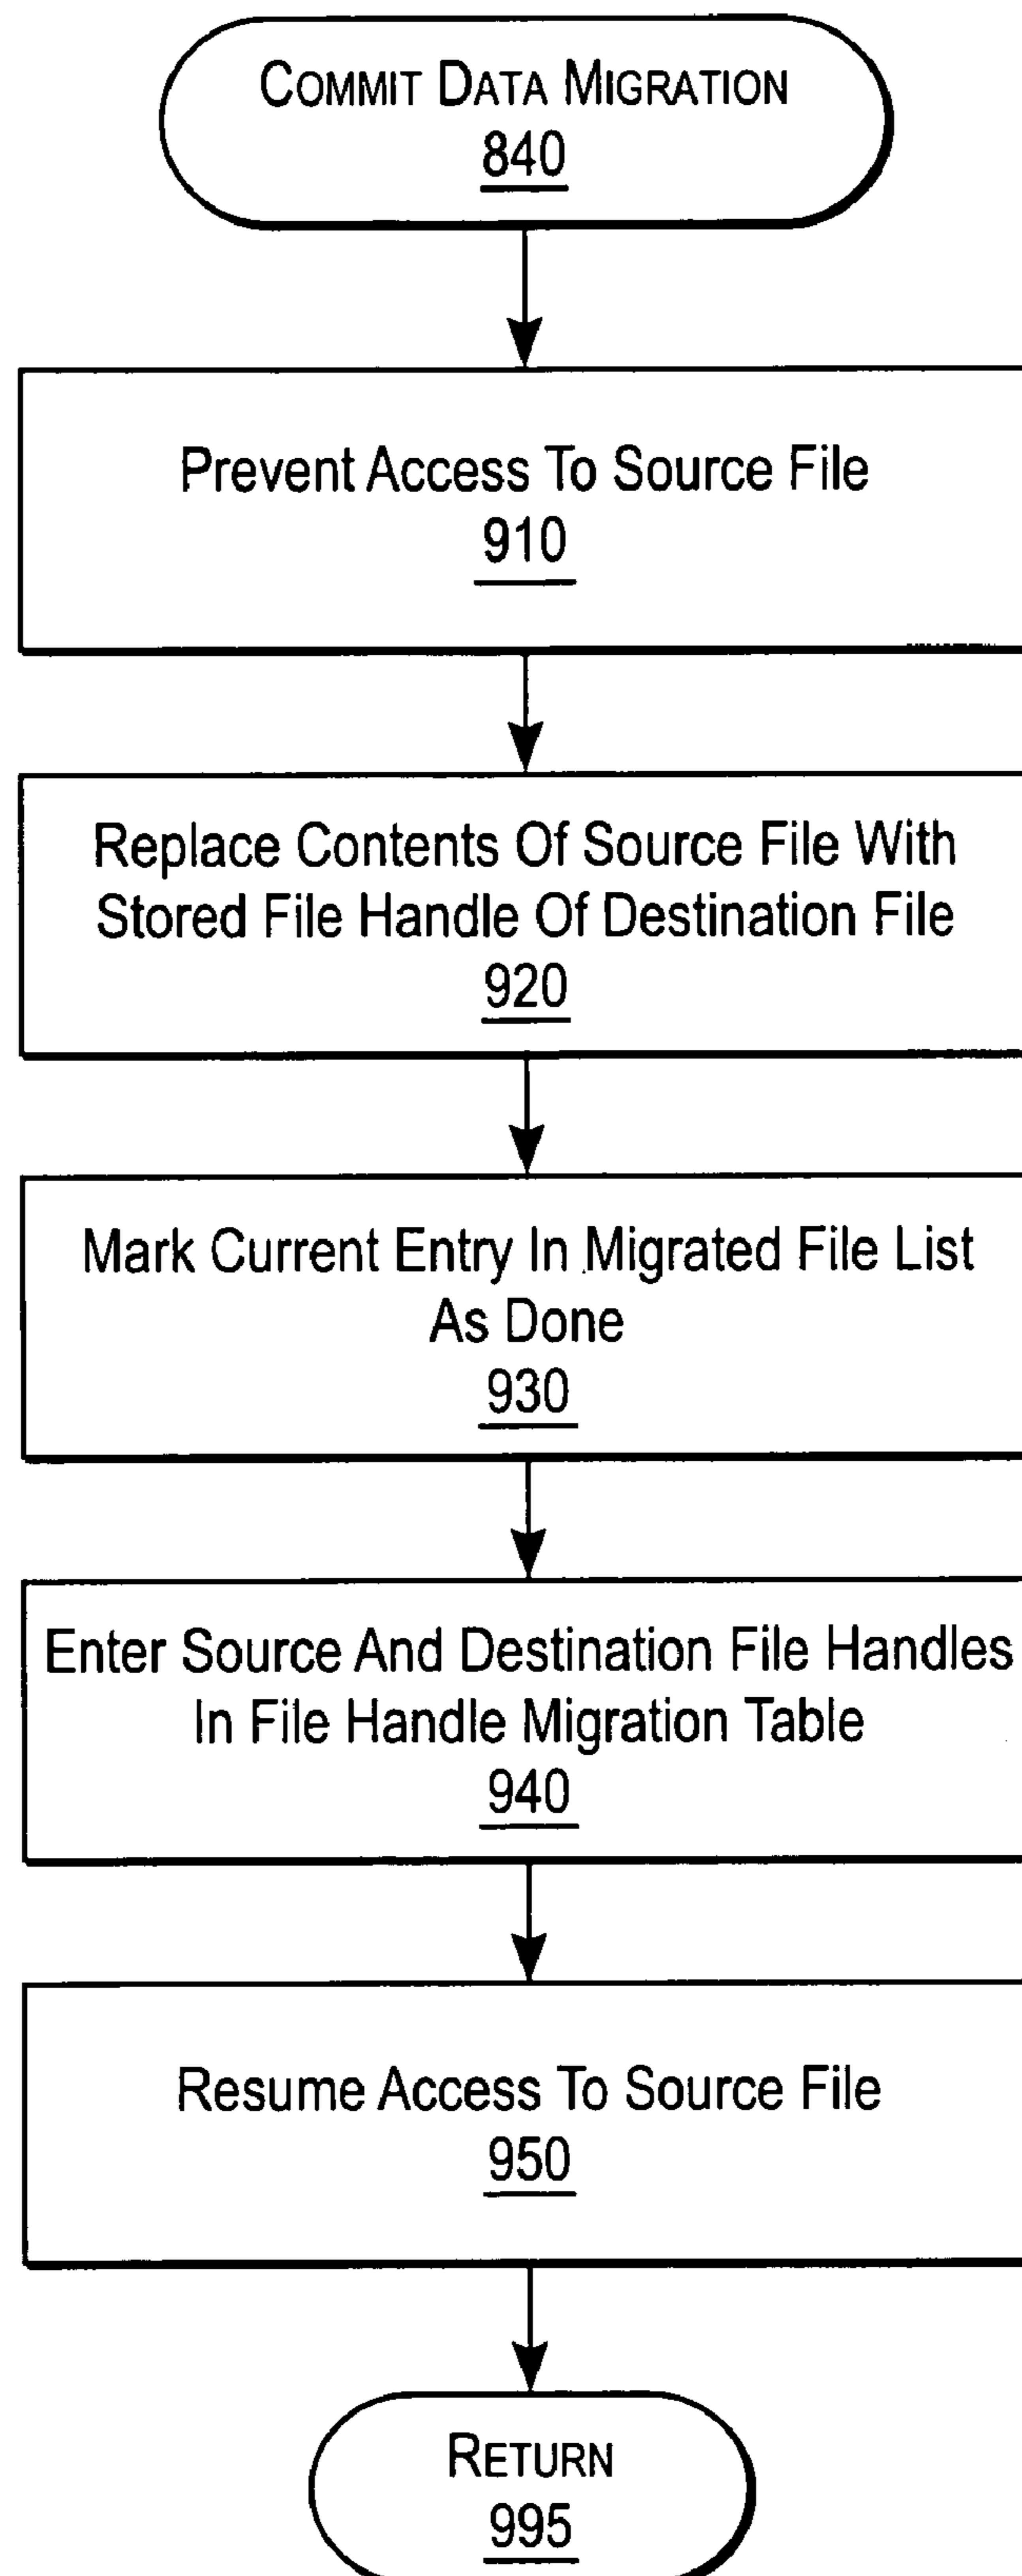 COMMIT DATA MIGRATION
840
Prevent Access To Source File
910
Replace Contents Of Source File With
Stored File Handle Of Destination File
920
Mark Current Entry In Migrated File List
As Done
930
Enter Source And Destination File Handles
In File Handle Migration Table
940
Resume Access To Source File
950
RETURN
995